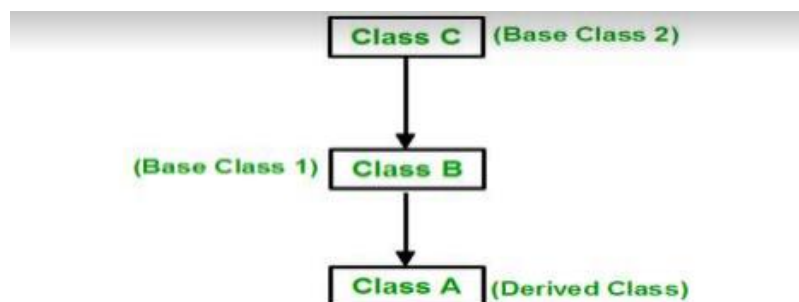 Class C (Base Class 2)
(Base Class 1) Class B
Class A (Derived Class)